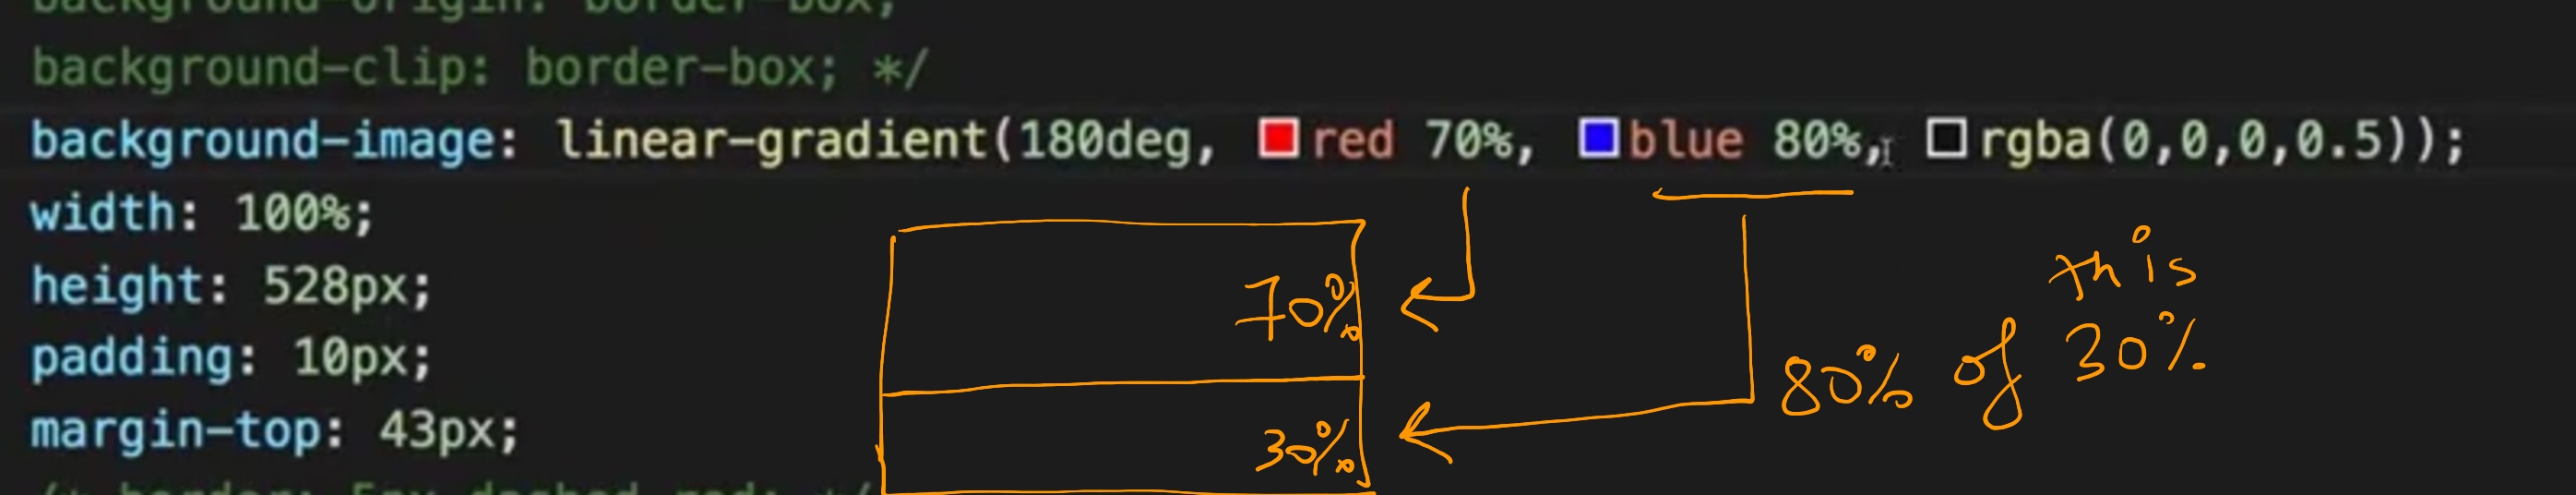 background-origin: border-box;
background-clip: border-box; */
background-image: linear-gradient(180deg, red 70%, blue 80%, rgba(0,0,0,0.5));
width: 100%;
height: 528px;
padding: 10px;
margin-top: 43px;
/* border: 5px dashed red; */
70%
30%
this
80% of 30%